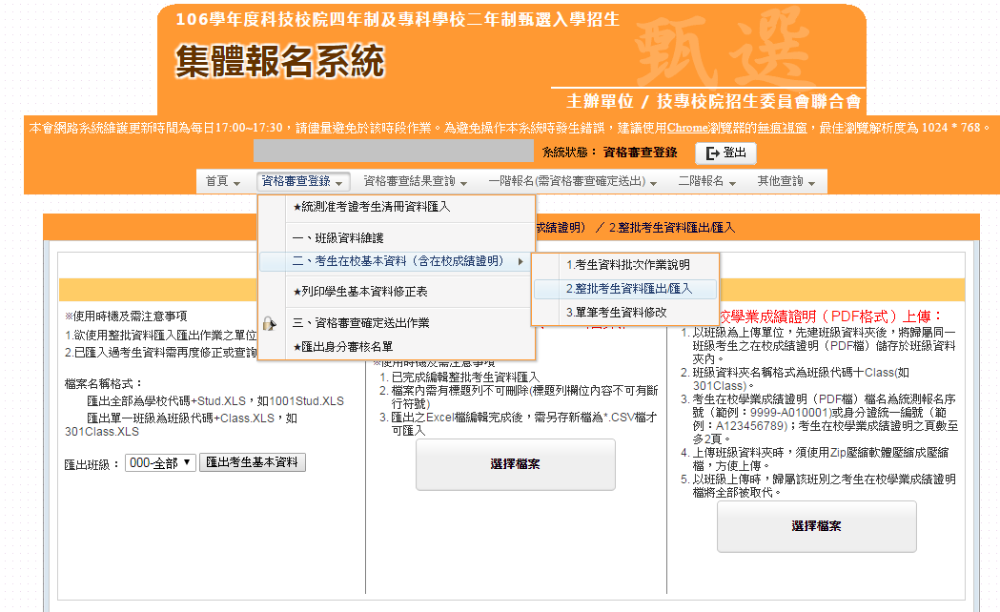 106學年度科技校院四年制及專科學校二年制甄選入學招生
集體報名系統
甄選
主辦單位 / 技專校院招生委員會聯合會
本會網路系統維護更新時間為每日17:00~17:30，請儘量避免於該時段作業。為避免操作本系統時發生錯誤，建議使用Chrome瀏覽器的無痕視窗，最佳瀏覽解析度為 1024 * 768。
系統狀態： 資格審查登錄
登出
首頁
資格審查登錄
資格審查結果查詢
一階報名(需資格審查確定送出)
二階報名
其他查詢
★統測准考證考生清冊資料匯入
一、班級資料維護
二、考生在校基本資料（含在校成績證明）
★列印學生基本資料修正表
三、資格審查確定送出作業
★匯出身分審核名單
1.考生資料批次作業說明
2.整批考生資料匯出/匯入
3.單筆考生資料修改
成績證明） ／ 2.整批考生資料匯出/匯入
※使用時機及需注意事項
1.欲使用整批資料匯入匯出作業之單位
2.已匯入過考生資料需再度修正或查詢
檔案名稱格式：
匯出全部為學校代碼+Stud.XLS，如1001Stud.XLS
匯出單一班級為班級代碼+Class.XLS，如
301Class.XLS
匯出班級： 000-全部 ▼ 匯出考生基本資料
※使用時機及需注意事項
1. 已完成編輯整批考生資料匯入
2. 檔案內需有標題列不可刪除(標題列欄位內容不可有斷
行符號)
3. 匯出之Excel檔編輯完成後，需另存新檔為*.CSV檔才
可匯入
選擇檔案
校學業成績證明（PDF格式）上傳：
1. 以班級為上傳單位，先建班級資料夾後，將歸屬同一
班級考生之在校成績證明（PDF檔）儲存於班級資料
夾內。
2. 班級資料夾名稱格式為班級代碼＋Class(如
301Class)。
3. 考生在校學業成績證明（PDF檔）檔名為統測報名序
號（範例：9999-A010001)或身分證統一編號（範
例：A123456789)；考生在校學業成績證明之頁數至
多2頁。
4. 上傳班級資料夾時，須使用Zip壓縮軟體壓縮成壓縮
檔，方便上傳。
5. 以班級上傳時，歸屬該班別之考生在校學業成績證明
檔將全部被取代。
選擇檔案